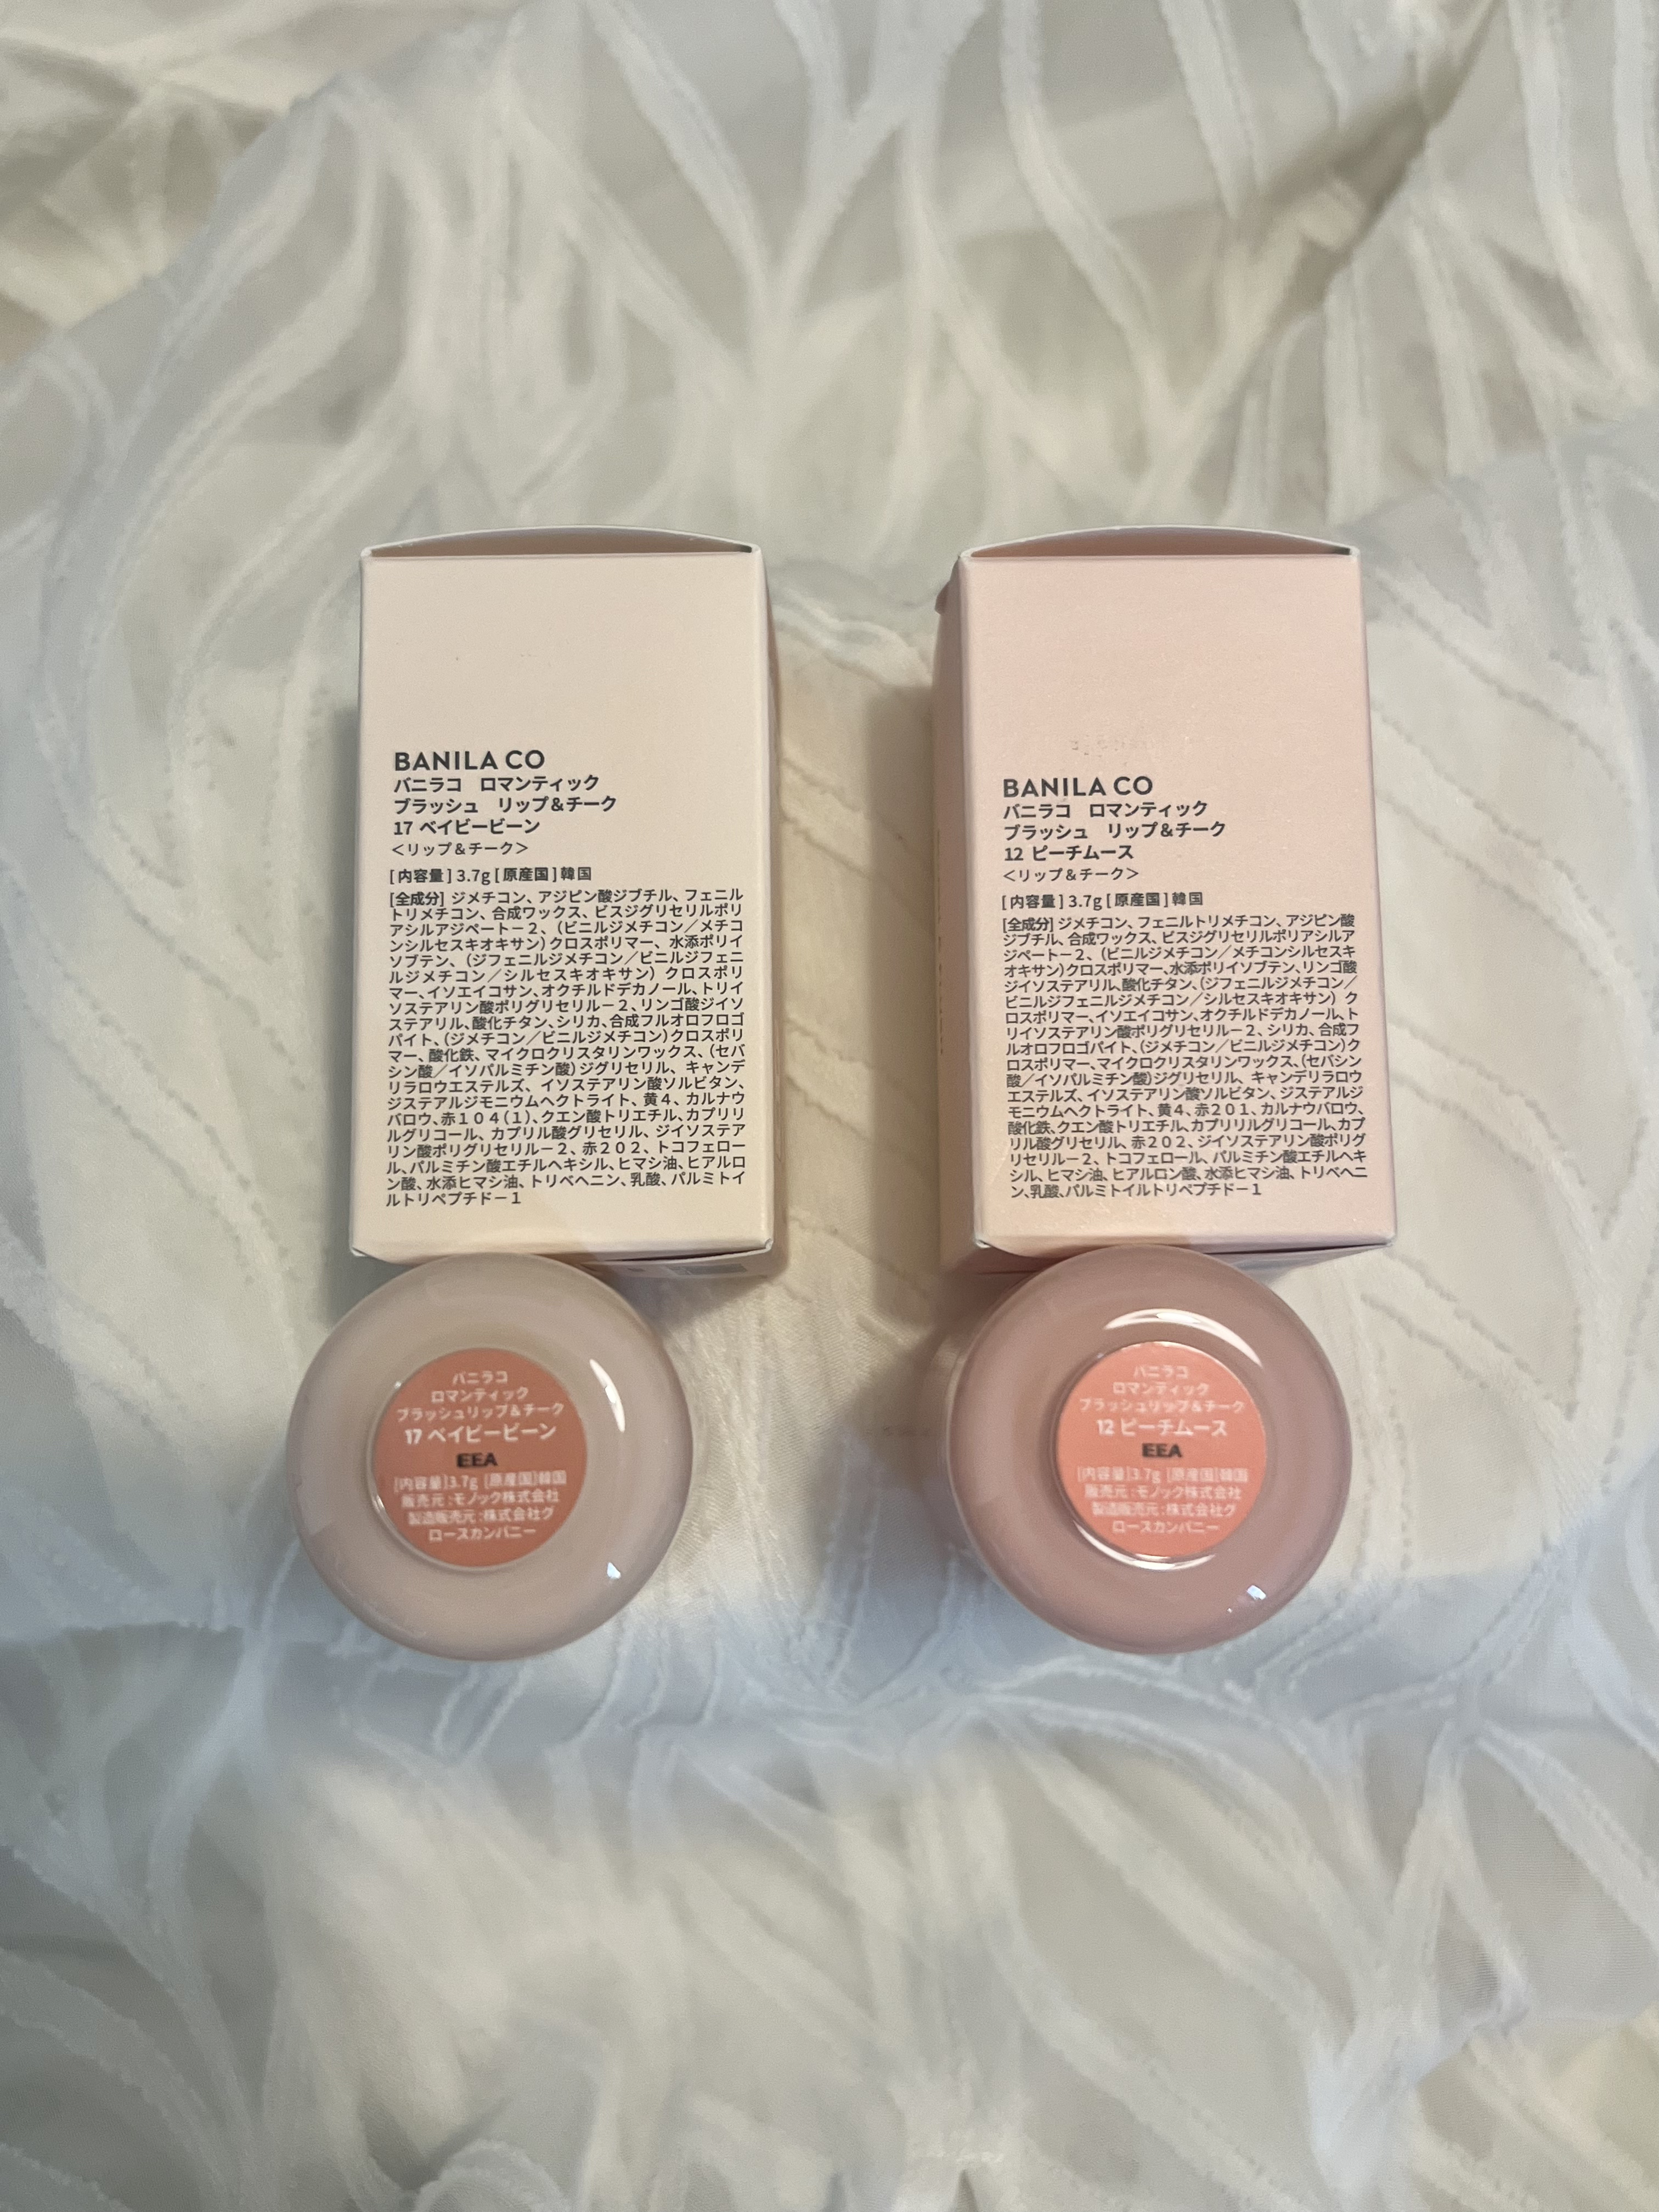 BANILA CO
バニラコ　ロマンティック
ブラッシュ　リップ&チーク
17 ベイビービーン
＜リップ&チーク＞
[内容量] 3.7g [原産国] 韓国
[全成分] ジメチコン、アジピン酸ジブチル、フェニル
トリメチコン、合成ワックス、ビスジグリセリルポリ
アシルアジペート－２、（ビニルジメチコン／メチコ
ンシルセスキオキサン）クロスポリマー、水添ポリイ
ソブテン、（ジフェニルジメチコン／ビニルジフェニ
ルジメチコン／シルセスキオキサン）クロスポリ
マー、イソエイコサン、オクチルドデカノール、トリイ
ソステアリン酸ポリグリセリル－２、リンゴ酸ジイソ
ステアリル、酸化チタン、シリカ、合成フルオロフロゴ
パイト、（ジメチコン／ビニルジメチコン）クロスポリ
マー、酸化鉄、マイクロクリスタリンワックス、（セバ
シン酸／イソパルミチン酸）ジグリセリル、キャンデ
リラロウエステルズ、イソステアリン酸ソルビタン、
ジステアルジモニウムヘクトライト、黄４、カルナウ
バロウ、赤１０４（１）、クエン酸トリエチル、カプリリ
ルグリコール、カプリル酸グリセリル、ジイソステア
リン酸ポリグリセリル－２、赤２０２、トコフェロー
ル、パルミチン酸エチルヘキシル、ヒマシ油、ヒアルロ
ン酸、水添ヒマシ油、トリベヘニン、乳酸、パルミトイ
ルトリペプチド－１
BANILA CO
バニラコ　ロマンティック
ブラッシュ　リップ&チーク
12 ピーチムース
＜リップ&チーク＞
[内容量] 3.7g [原産国] 韓国
[全成分] ジメチコン、フェニルトリメチコン、アジピン酸
ジブチル、合成ワックス、ビスジグリセリルポリアシルア
ジペート－２、（ビニルジメチコン／メチコンシルセスキ
オキサン）クロスポリマー、水添ポリイソブテン、リンゴ酸
ジイソステアリル、酸化チタン、（ジフェニルジメチコン／
ビニルジフェニルジメチコン／シルセスキオキサン）ク
ロスポリマー、イソエイコサン、オクチルドデカノール、ト
リイソステアリン酸ポリグリセリル－２、シリカ、合成フ
ルオロフロゴパイト、（ジメチコン／ビニルジメチコン）ク
ロスポリマー、マイクロクリスタリンワックス、（セバシン
酸／イソパルミチン酸）ジグリセリル、キャンデリラロウ
エステルズ、イソステアリン酸ソルビタン、ジステアルジ
モニウムヘクトライト、黄４、赤２０１、カルナウバロウ、
酸化鉄、クエン酸トリエチル、カプリリルグリコール、カプ
リル酸グリセリル、赤２０２、ジイソステアリン酸ポリグ
リセリル－２、トコフェロール、パルミチン酸エチルヘキ
シル、ヒマシ油、ヒアルロン酸、水添ヒマシ油、トリベヘニ
ン、乳酸、パルミトイルトリペプチド－１
バニラコ
ロマンティック
ブラッシュリップ&チーク
17 ベイビービーン
EEA
[内容量]3.7g [原産国]韓国
販売元:モノック株式会社
製造販売元:株式会社グ
ロースカンパニー
バニラコ
ロマンティック
ブラッシュリップ&チーク
12 ピーチムース
EEA
[内容量]3.7g [原産国]韓国
販売元:モノック株式会社
製造販売元:株式会社グ
ロースカンパニー